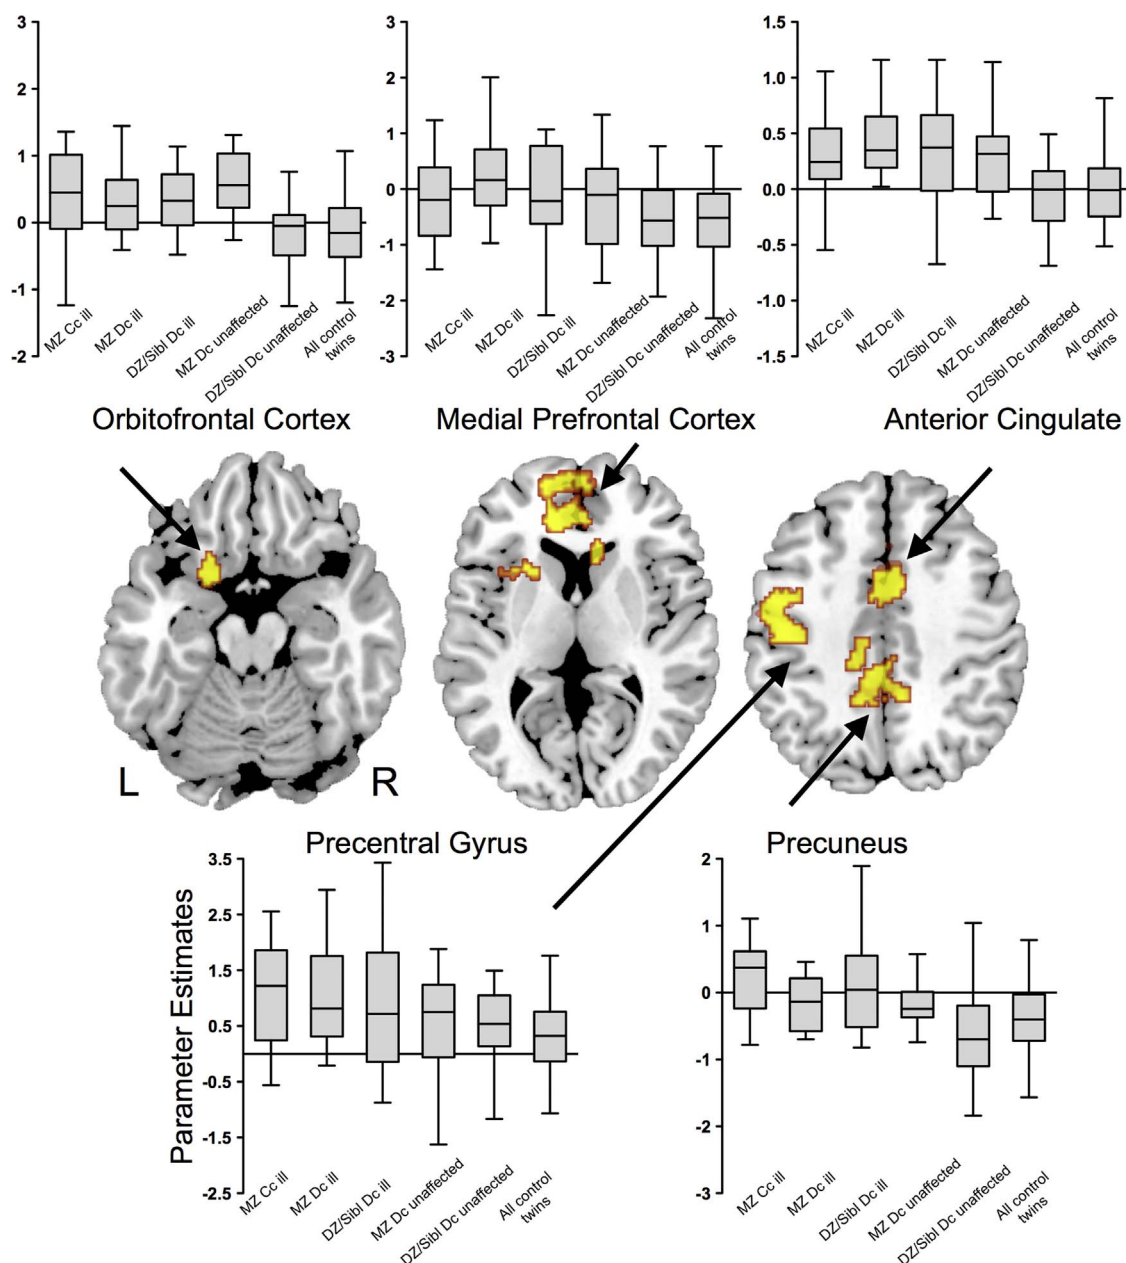 3
2
1
0
-1
-2
MZ Cc ill
MZ Dc ill
DZ/Sibl Dc ill
MZ Dc unaffected
DZ/Sibl Dc unaffected
All control
twins
3
2
1
0
-1
-2
-3
MZ Cc ill
MZ Dc ill
DZ/Sibl Dc ill
MZ Dc unaffected
DZ/Sibl Dc unaffected
All control
twins
1.5
1.0
0.5
0.0
-0.5
-1.0
-1.5
MZ Cc ill
MZ Dc ill
DZ/Sibl Dc ill
MZ Dc unaffected
DZ/Sibl Dc unaffected
All control
twins
Orbitofrontal Cortex
Medial Prefrontal Cortex
Anterior Cingulate
L
R
Precentral Gyrus
Parameter Estimates
3.5
2.5
1.5
0.5
-0.5
-1.5
-2.5
MZ Cc ill
MZ Dc ill
DZ/Sibl Dc ill
MZ Dc unaffected
DZ/Sibl Dc unaffected
All control
twins
Precuneus
2
1
0
-1
-2
-3
MZ Cc ill
MZ Dc ill
DZ/Sibl Dc ill
MZ Dc unaffected
DZ/Sibl Dc unaffected
All control
twins